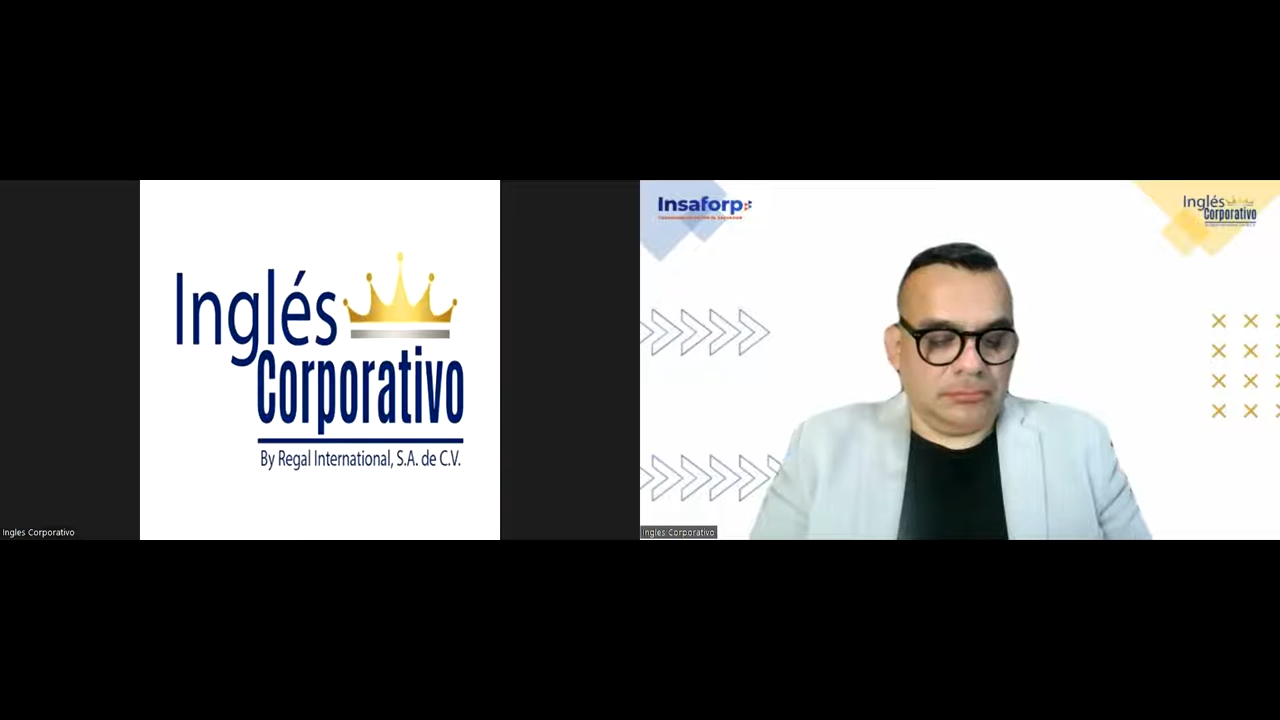 Inglés
Corporativo
By Regal International, S.A. de C.V.
Ingles Corporativo
Insaforp
Inglés
Corporativo
Ingles Corporativo